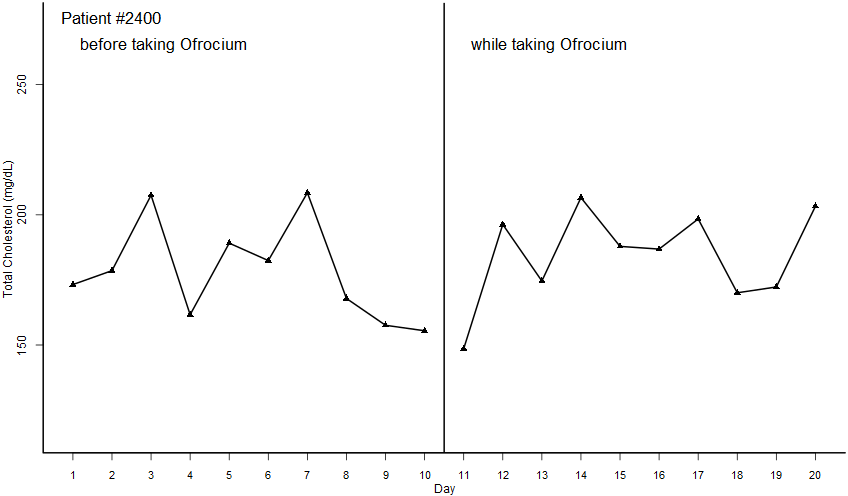 Patient #2400
before taking Ofrocium
while taking Ofrocium
Total Cholesterol (mg/dL)
250
200
150
1 2 3 4 5 6 7 8 9 10 11 12 13 14 15 16 17 18 19 20
Day